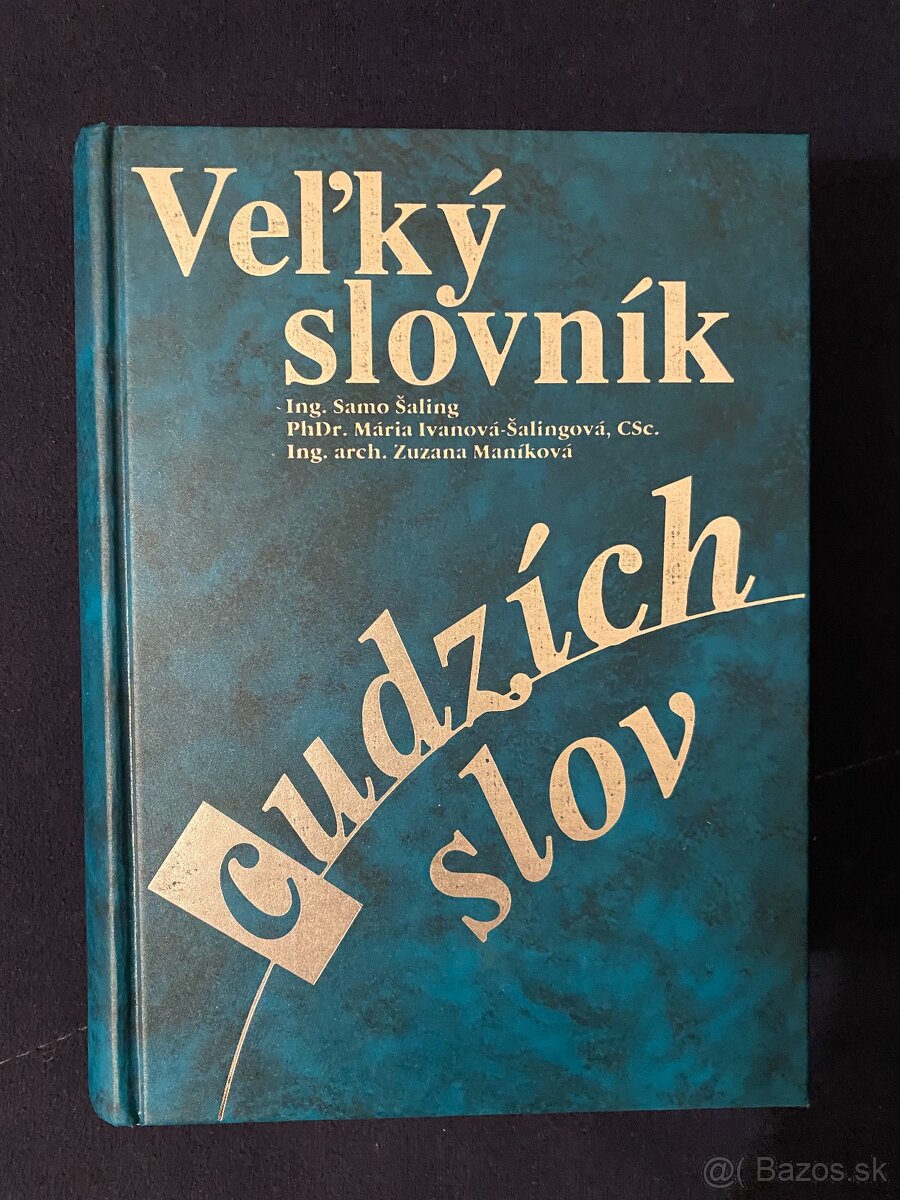 Veľký
slovník
Ing. Samo Šaling
PhDr. Mária Ivanová-Šalingová, CSc.
Ing. arch. Zuzana Maníková
cudzích
slov
@( Bazos.sk